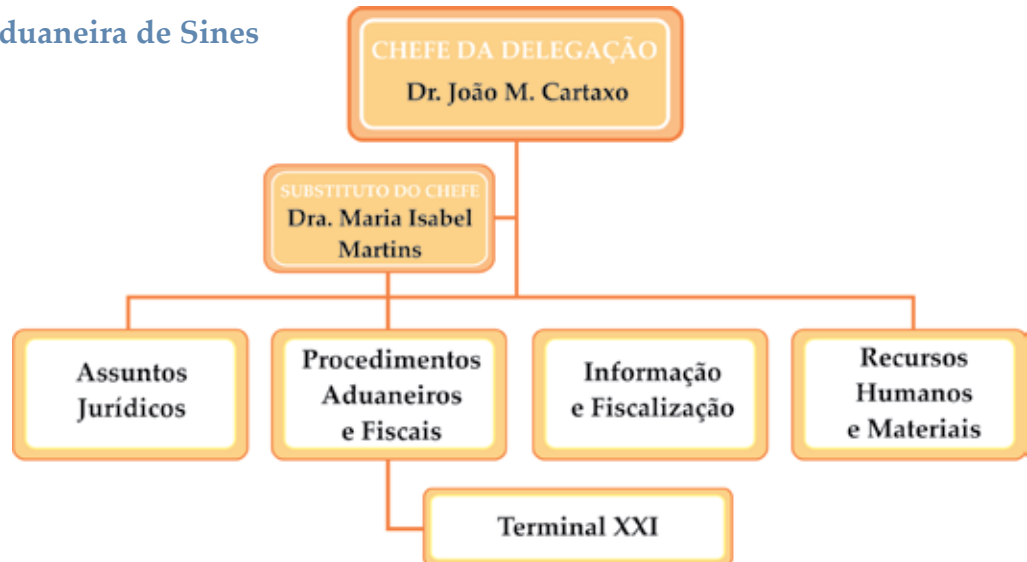 duaneira de Sines
CHEFE DA DELEGAÇÃO
Dr. João M. Cartaxo
SUBSTITUTO DO CHEFE
Dra. Maria Isabel
Martins
Assuntos
Jurídicos
Procedimentos
Aduaneiros
e Fiscais
Informação
e Fiscalização
Recursos
Humanos
e Materiais
Terminal XXI